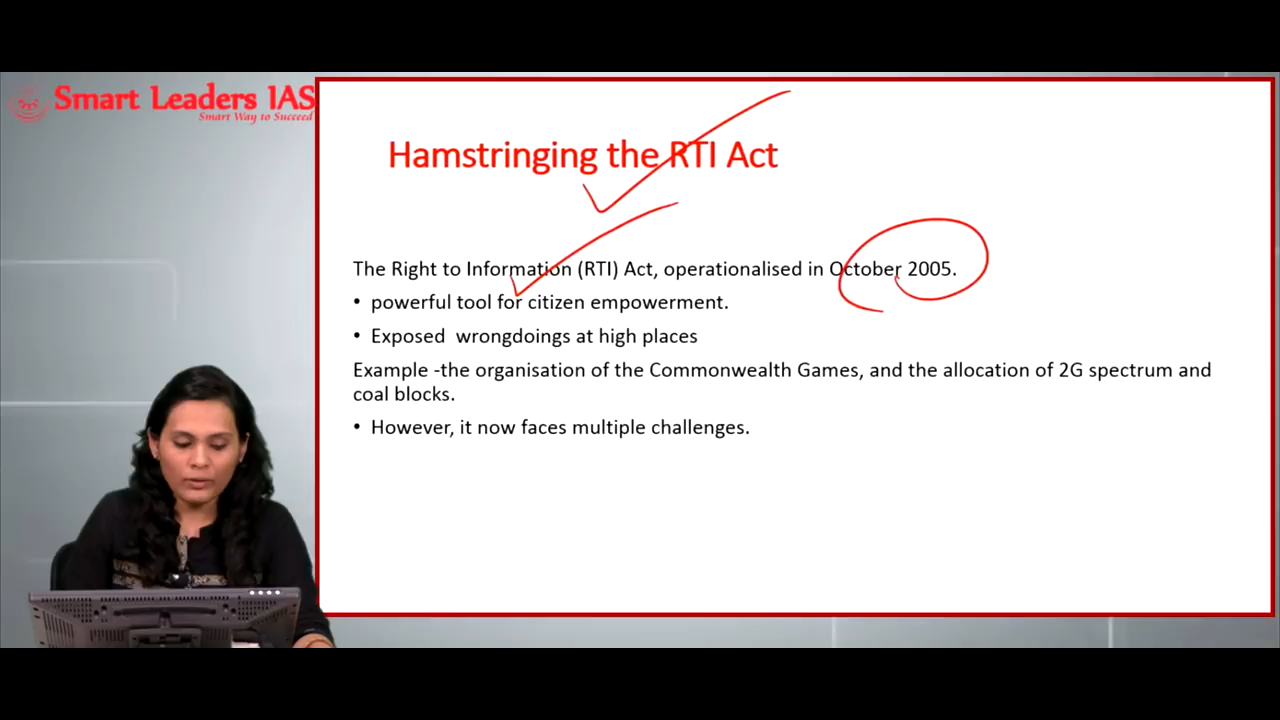 Smart Leaders IAS
Smart Way to Succeed
Hamstringing the RTI Act
The Right to Information (RTI) Act, operationalised in October 2005.
• powerful tool for citizen empowerment.
• Exposed wrongdoings at high places
Example -the organisation of the Commonwealth Games, and the allocation of 2G spectrum and
coal blocks.
• However, it now faces multiple challenges.